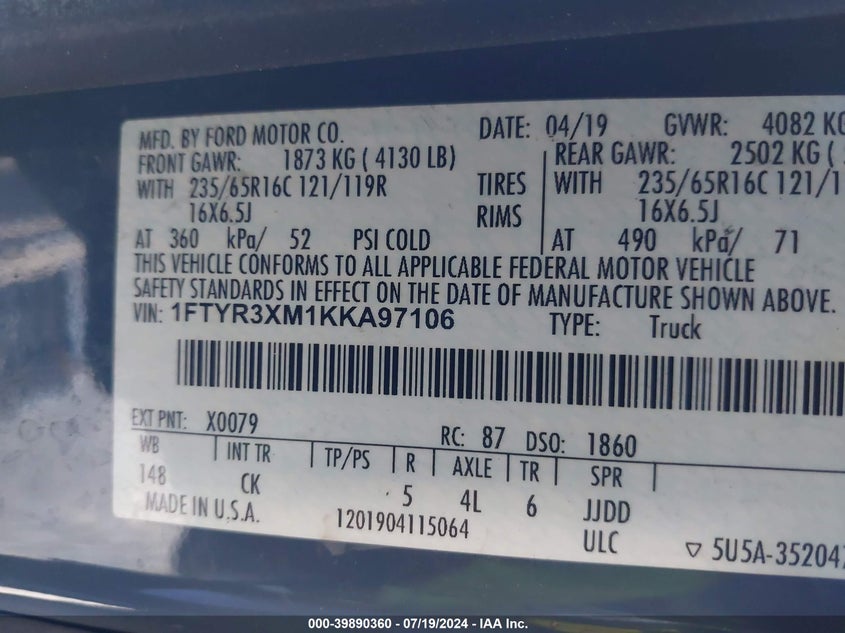 MFD. BY FORD MOTOR CO. DATE: 04/19 GVWR: 4082 KG
FRONT GAWR: 1873 KG ( 4130 LB) REAR GAWR: 2502 KG (
WITH 235/65R16C 121/119R TIRES WITH 235/65R16C 121/1
16X6.5J RIMS 16X6.5J
AT 360 kPa/ 52 PSI COLD AT 490 kPa/ 71
THIS VEHICLE CONFORMS TO ALL APPLICABLE FEDERAL MOTOR VEHICLE
SAFETY STANDARDS IN EFFECT ON THE DATE OF MANUFACTURE SHOWN ABOVE.
VIN: 1FTYR3XM1KKA97106 TYPE: Truck
EXT PNT: X0079 RC: 87 DSO: 1860
WB INT TR TP/PS R AXLE TR SPR
148 CK 5 4L 6 JJDD
MADE IN U.S.A. 1201904115064 ULC ▽ 5U5A-35204
000-39890360 - 07/19/2024 - IAA Inc.